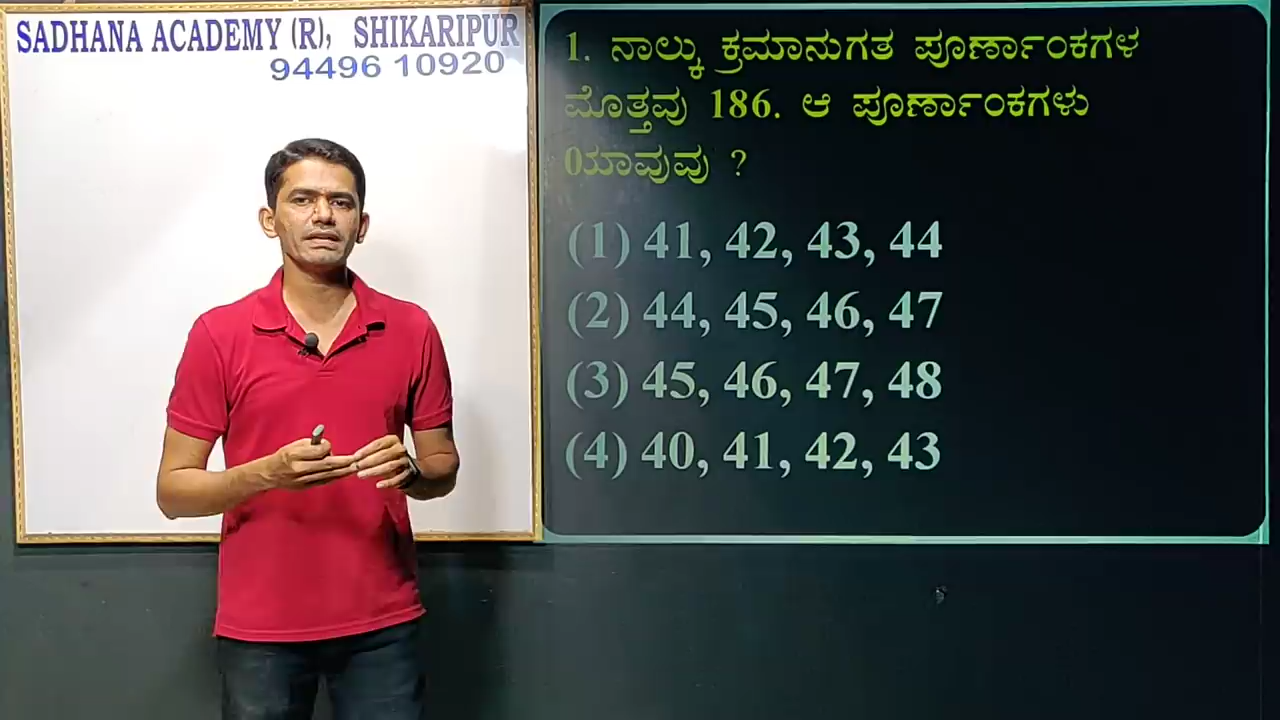 SADHANA ACADEMY (R), SHIKARIPUR
94496 10920
1. ನಾಲ್ಕು ಕ್ರಮಾನುಗತ ಪೂರ್ಣಾಂಕಗಳ
ಮೊತ್ತವು 186. ಆ ಪೂರ್ಣಾಂಕಗಳು
0ಯಾವುವು ?
(1) 41, 42, 43, 44
(2) 44, 45, 46, 47
(3) 45, 46, 47, 48
(4) 40, 41, 42, 43